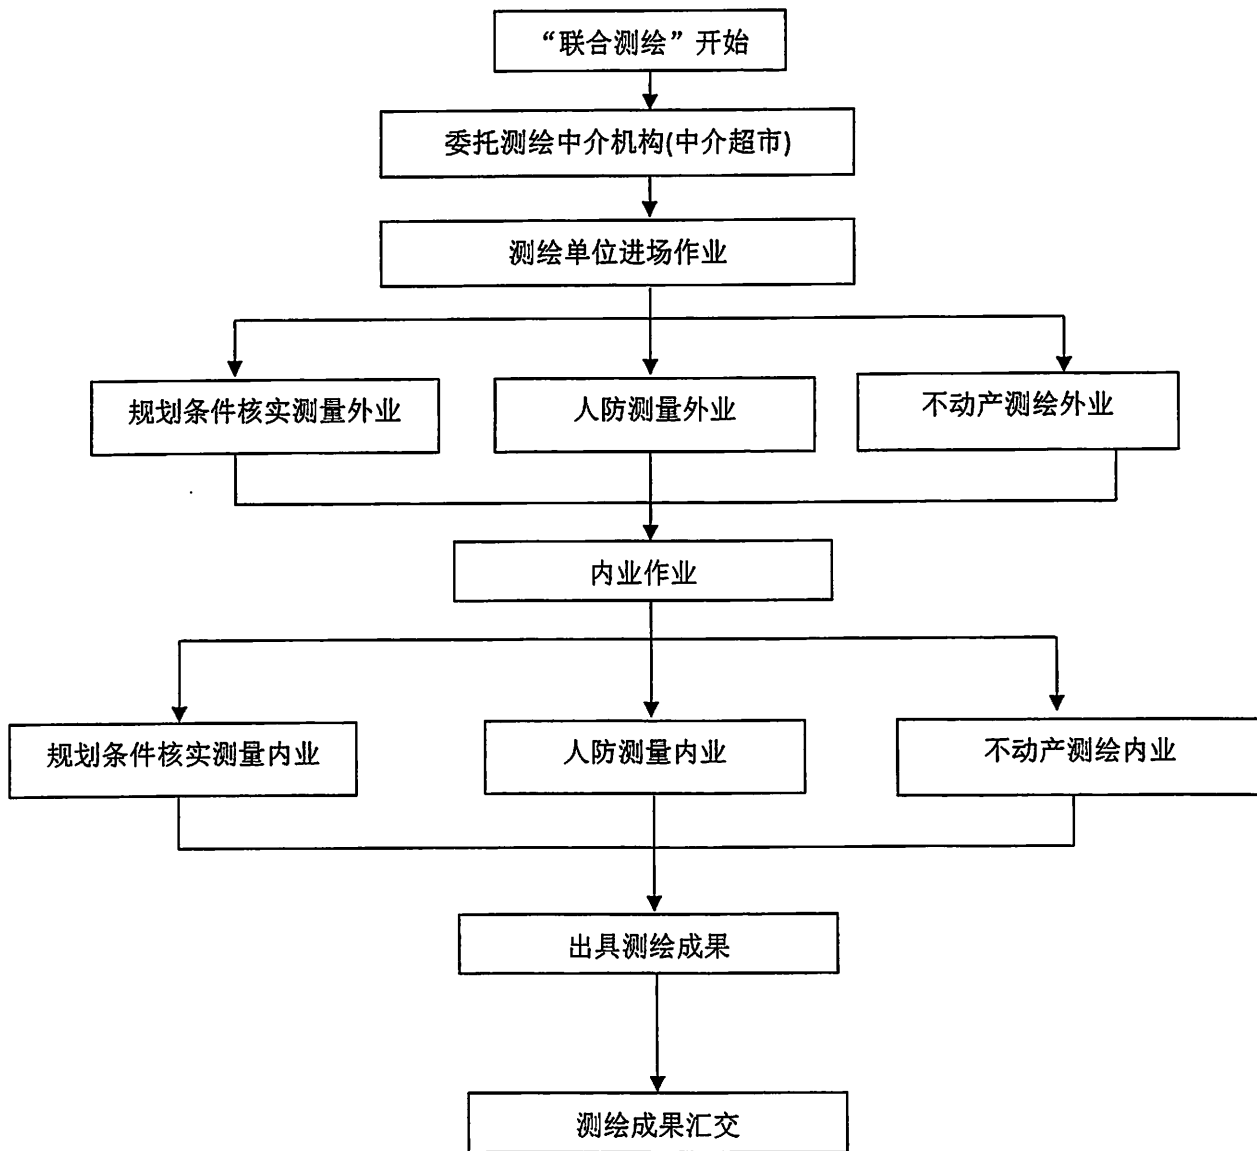 “联合测绘”开始
委托测绘中介机构(中介超市)
测绘单位进场作业
规划条件核实测量外业
人防测量外业
不动产测绘外业
内业作业
规划条件核实测量内业
人防测量内业
不动产测绘内业
出具测绘成果
测绘成果汇交